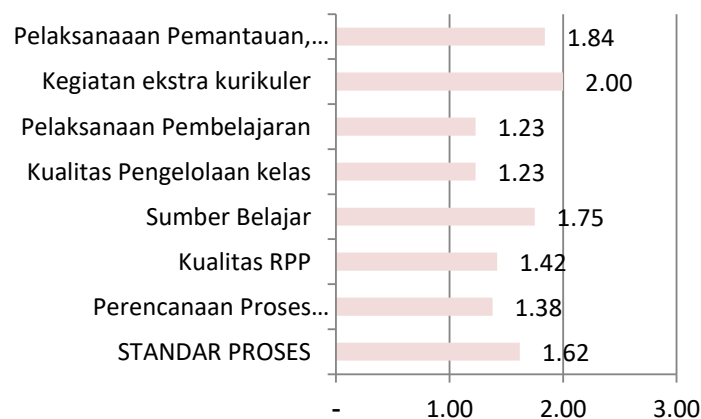 Pelaksanaaan Pemantauan,... 1.84
Kegiatan ekstra kurikuler 2.00
Pelaksanaan Pembelajaran 1.23
Kualitas Pengelolaan kelas 1.23
Sumber Belajar 1.75
Kualitas RPP 1.42
Perencanaan Proses... 1.38
STANDAR PROSES 1.62
- 1.00 2.00 3.00